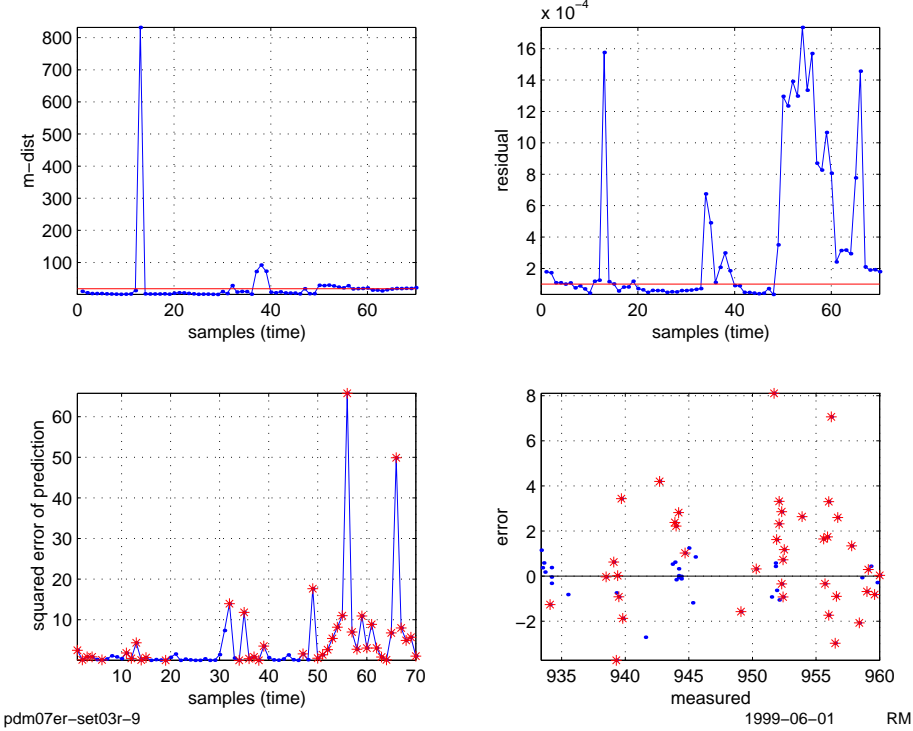 m−dist
800
700
600
500
400
300
200
100
0 20 40 60
samples (time)
x 10−4
residual
16
14
12
10
8
6
4
2
0 20 40 60
samples (time)
squared error of prediction
60
50
40
30
20
10
10 20 30 40 50 60 70
samples (time)
error
8
6
4
2
0
−2
935 940 945 950 955 960
measured
pdm07er−set03r−9
1999−06−01 RM